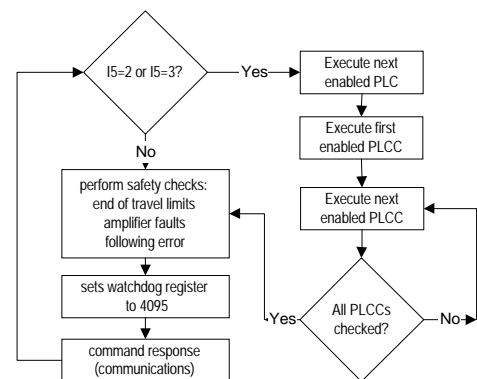 I5=2 or I5=3?
Yes
Execute next
enabled PLC
Execute first
enabled PLCC
No
perform safety checks:
end of travel limits
amplifier faults
following error
Execute next
enabled PLCC
sets watchdog register
to 4095
Yes
All PLCCs
checked?
No
command response
(communications)